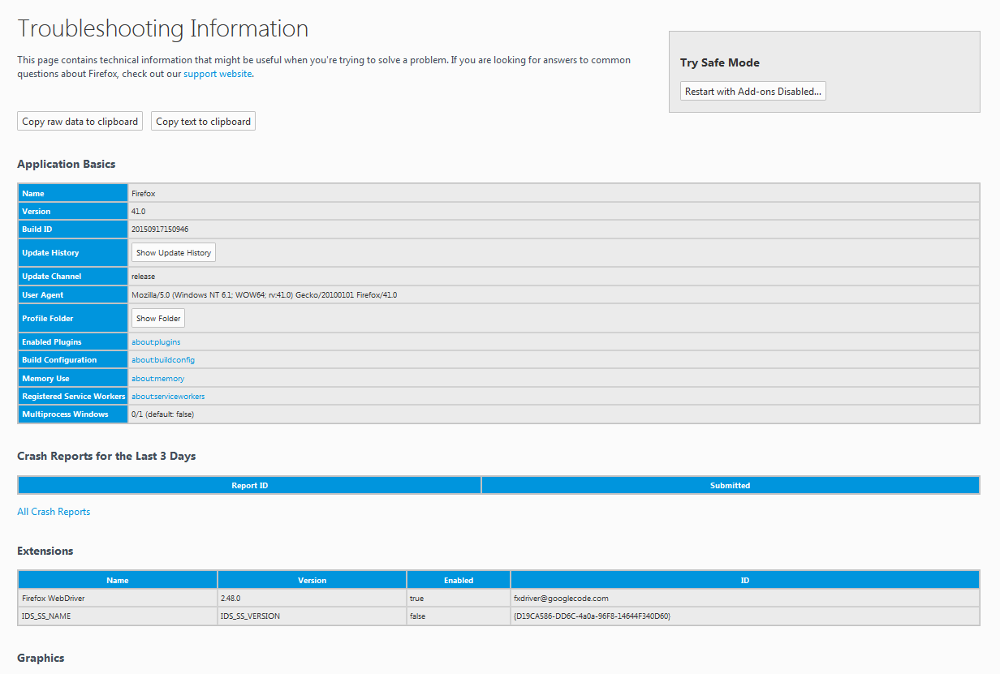 Troubleshooting Information
This page contains technical information that might be useful when you're trying to solve a problem. If you are looking for answers to common
questions about Firefox, check out our support website.
Try Safe Mode
Restart with Add-ons Disabled...
Copy raw data to clipboard Copy text to clipboard
Application Basics
Name Firefox
Version 41.0
Build ID 20150917150946
Update History Show Update History
Update Channel release
User Agent Mozilla/5.0 (Windows NT 6.1; WOW64; rv:41.0) Gecko/20100101 Firefox/41.0
Profile Folder Show Folder
Enabled Plugins about:plugins
Build Configuration about:buildconfig
Memory Use about:memory
Registered Service Workers about:serviceworkers
Multiprocess Windows 0/1 (default: false)
Crash Reports for the Last 3 Days
Report ID Submitted
All Crash Reports
Extensions
Name Version Enabled ID
Firefox WebDriver 2.48.0 true fxdriver@googlecode.com
IDS_SS_NAME IDS_SS_VERSION false {D19CA586-DD6C-4a0a-96F8-14644F340D60}
Graphics